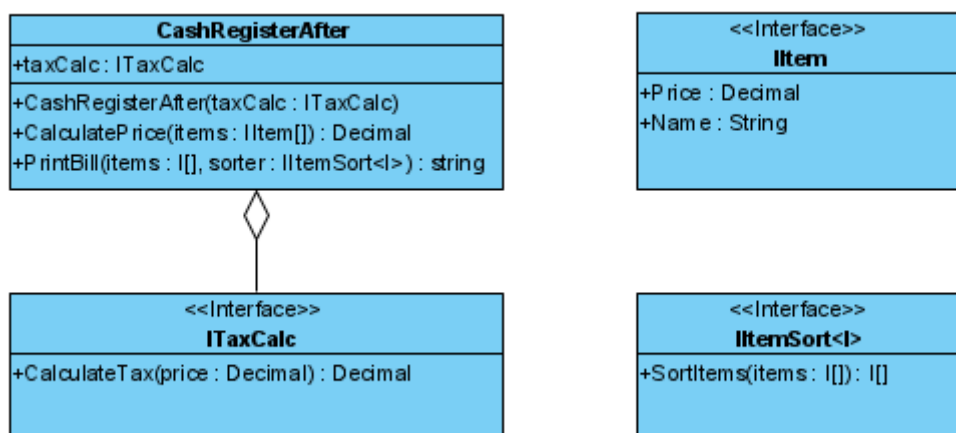 CashRegisterAfter
+taxCalc : ITaxCalc
+CashRegisterAfter(taxCalc : ITaxCalc)
+CalculatePrice(items : IItem[]) : Decimal
+PrintBill(items : I[], sorter : IItemSort<I>) : string
<<Interface>>
IItem
+Price : Decimal
+Name : String
<<Interface>>
ITaxCalc
+CalculateTax(price : Decimal) : Decimal
<<Interface>>
IItemSort<I>
+SortItems(items : I[]) : I[]